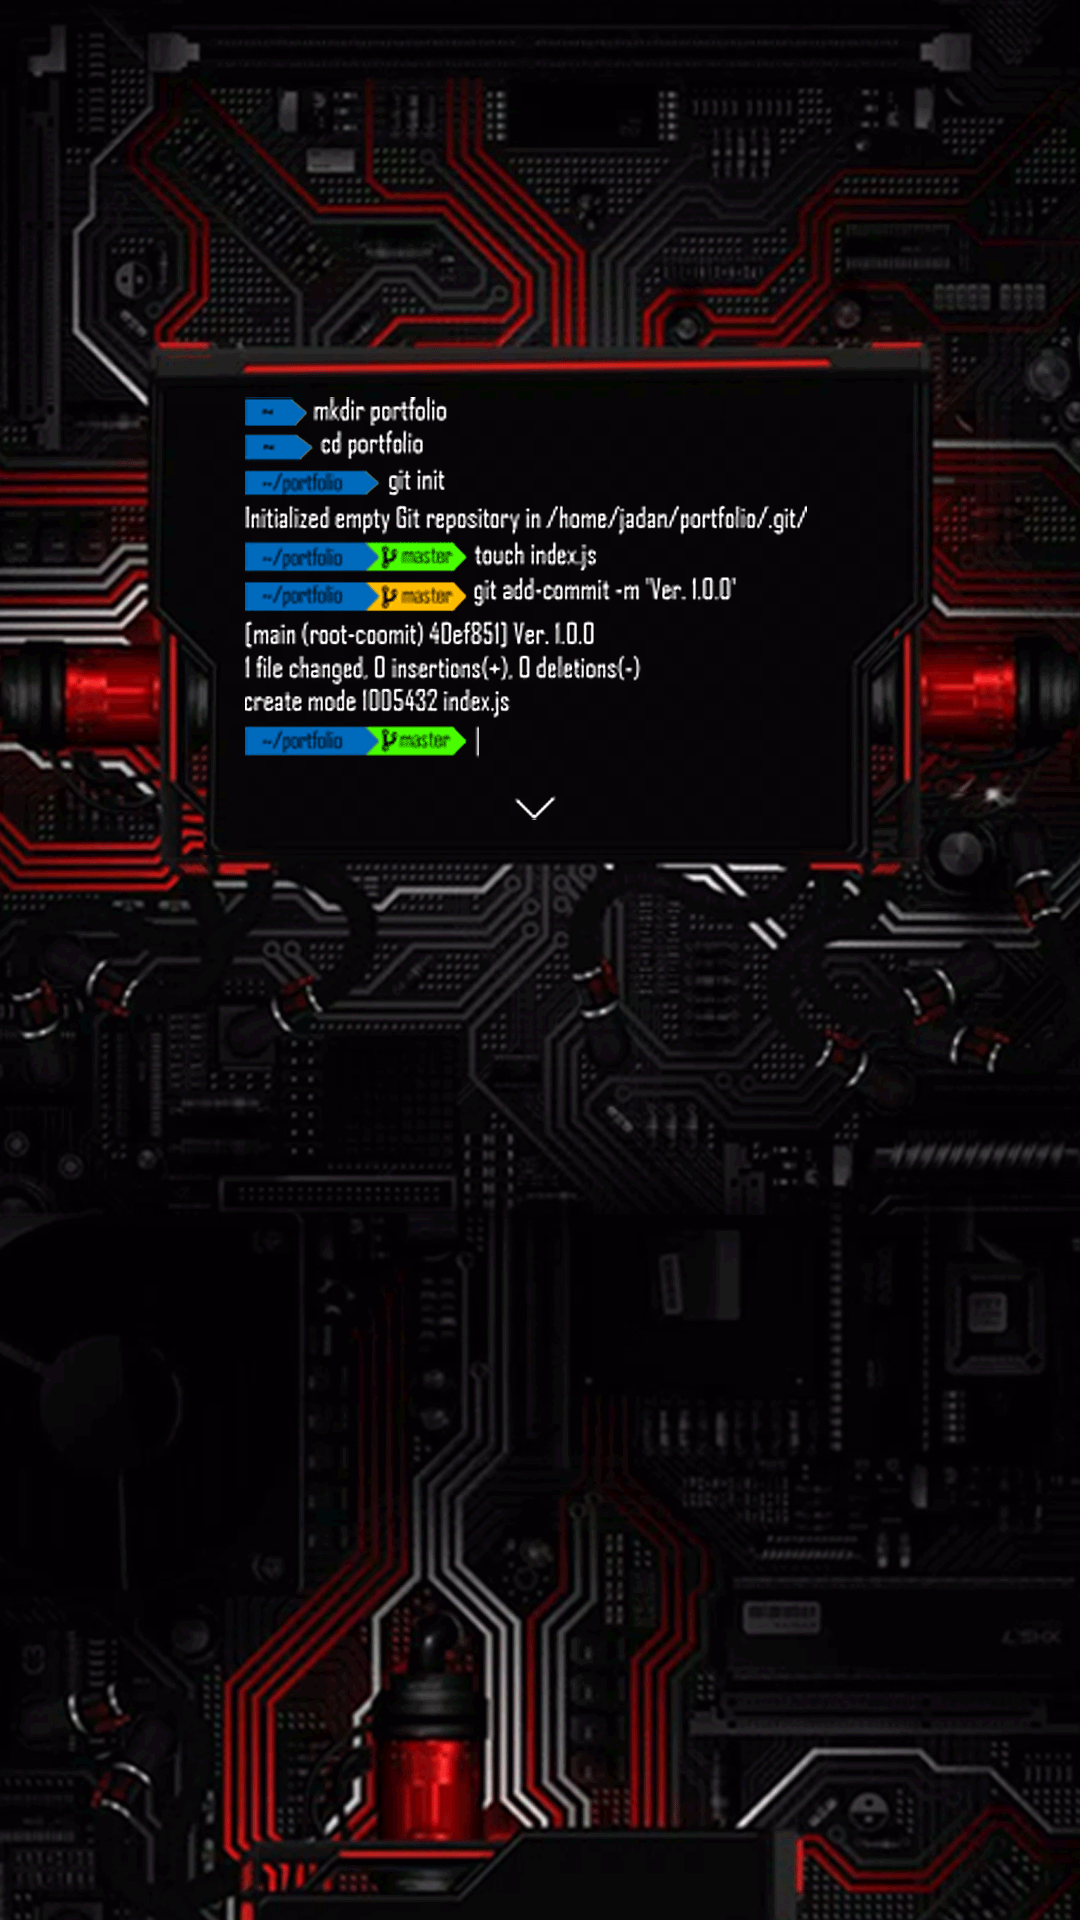 ~ mkdir portfolio
~ cd portfolio
~/portfolio git init
Initialized empty Git repository in /home/jadan/portfolio/.git/
~/portfolio master touch index.js
~/portfolio master git add-commit -m "Ver. 1.0.0"
[main (root-coomit) 40ef851] Ver. 1.0.0
1 file changed, 0 insertions(+), 0 deletions(-)
create mode 1005432 index.js
~/portfolio master |